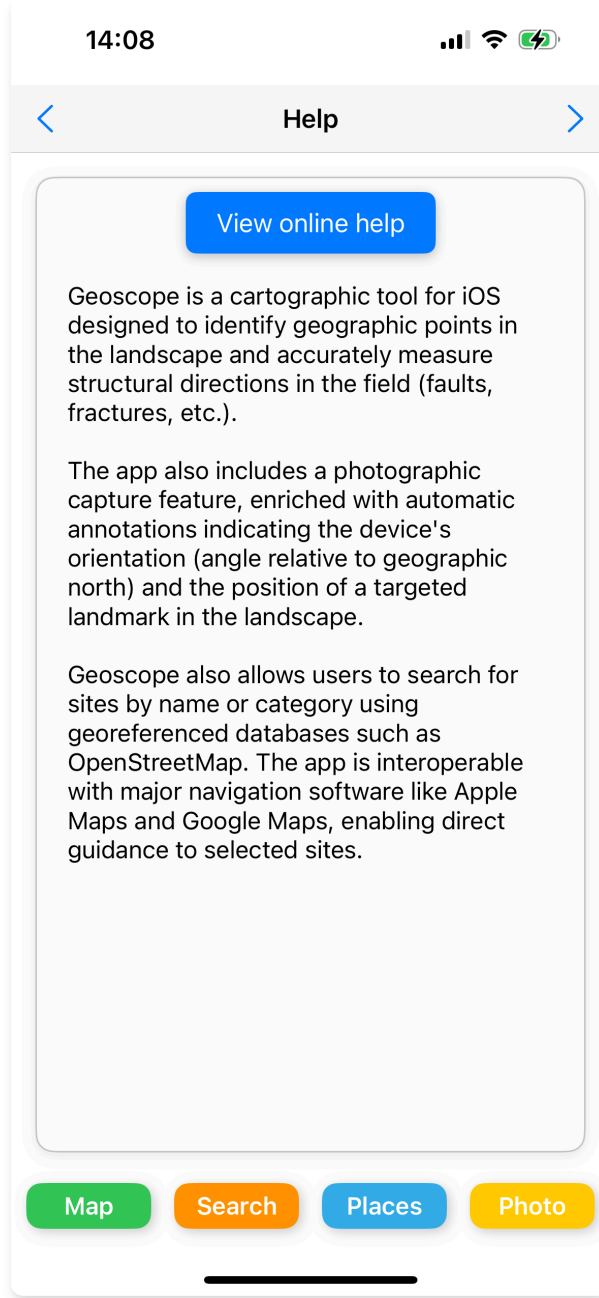 14:08
Help
View online help
Geoscope is a cartographic tool for iOS
designed to identify geographic points in
the landscape and accurately measure
structural directions in the field (faults,
fractures, etc.).
The app also includes a photographic
capture feature, enriched with automatic
annotations indicating the device's
orientation (angle relative to geographic
north) and the position of a targeted
landmark in the landscape.
Geoscope also allows users to search for
sites by name or category using
georeferenced databases such as
OpenStreetMap. The app is interoperable
with major navigation software like Apple
Maps and Google Maps, enabling direct
guidance to selected sites.
Map Search Places Photo